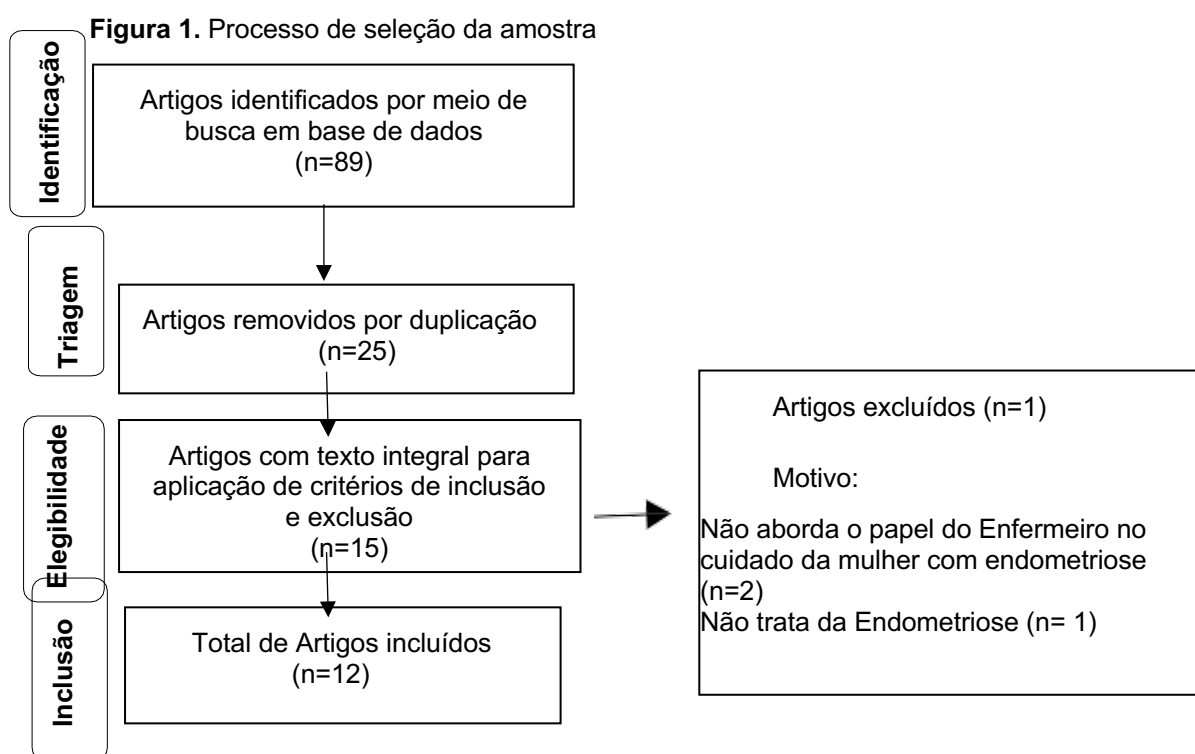 Figura 1. Processo de seleção da amostra
Identificação
Artigos identificados por meio de
busca em base de dados
(n=89)
Triagem
Artigos removidos por duplicação
(n=25)
Elegibilidade
Artigos com texto integral para
aplicação de critérios de inclusão
e exclusão
(n=15)
Artigos excluídos (n=1)
Motivo:
Não aborda o papel do Enfermeiro no
cuidado da mulher com endometriose
(n=2)
Não trata da Endometriose (n= 1)
Inclusão
Total de Artigos incluídos
(n=12)